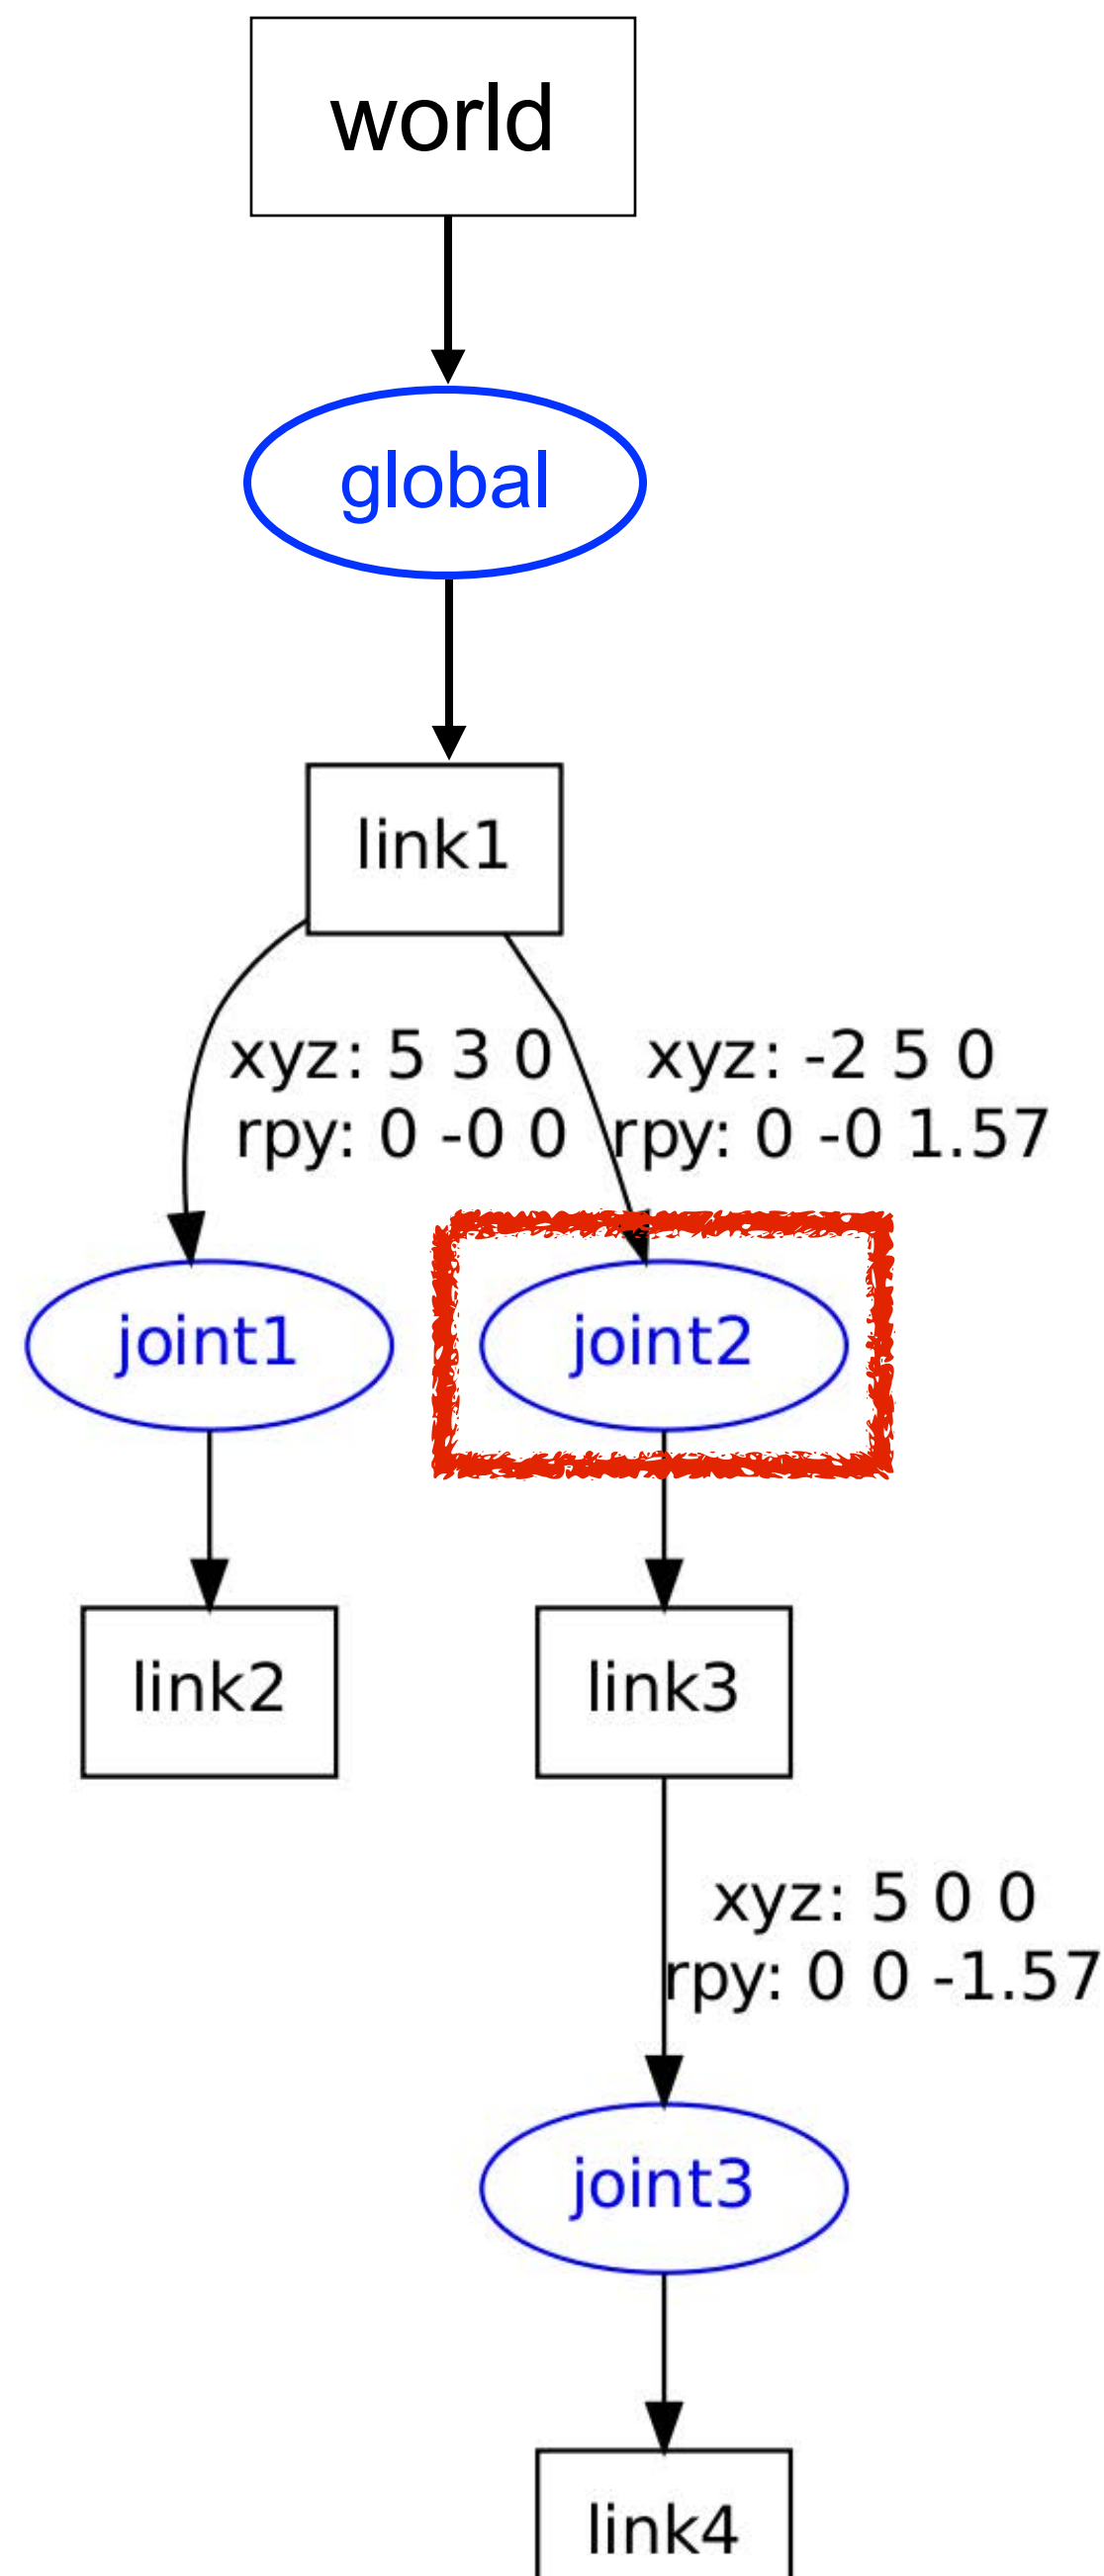 world
global
link1
xyz: 5 3 0
rpy: 0 -0 0
xyz: -2 5 0
rpy: 0 -0 1.57
joint1
joint2
link2
link3
xyz: 5 0 0
rpy: 0 0 -1.57
joint3
link4